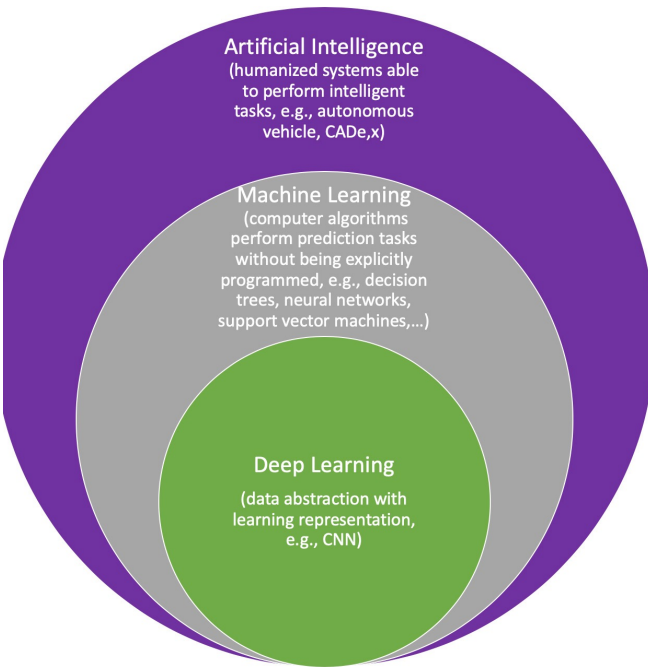 Artificial Intelligence
(humanized systems able
to perform intelligent
tasks, e.g., autonomous
vehicle, CADe,x)
Machine Learning
(computer algorithms
perform prediction tasks
without being explicitly
programmed, e.g., decision
trees, neural networks,
support vector machines,...)
Deep Learning
(data abstraction with
learning representation,
e.g., CNN)